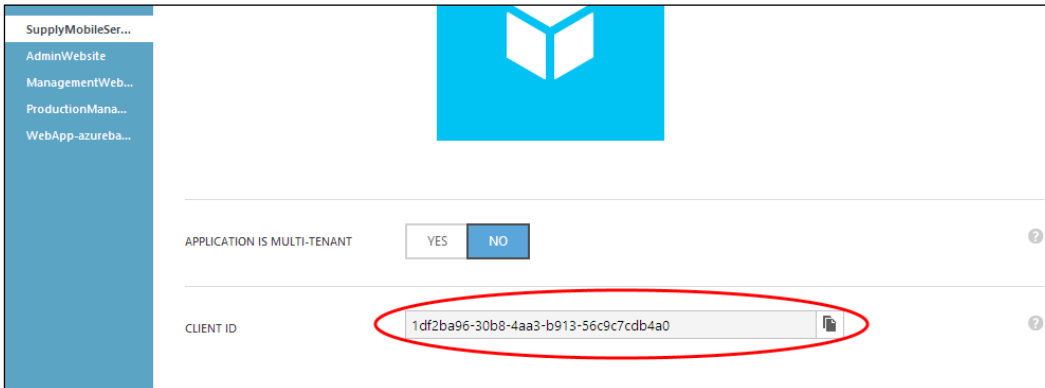 SupplyMobileSer...
AdminWebsite
ManagementWeb...
ProductionMana...
WebApp-azureba...
APPLICATION IS MULTI-TENANT
YES NO
CLIENT ID
1df2ba96-30b8-4aa3-b913-56c9c7cdb4a0